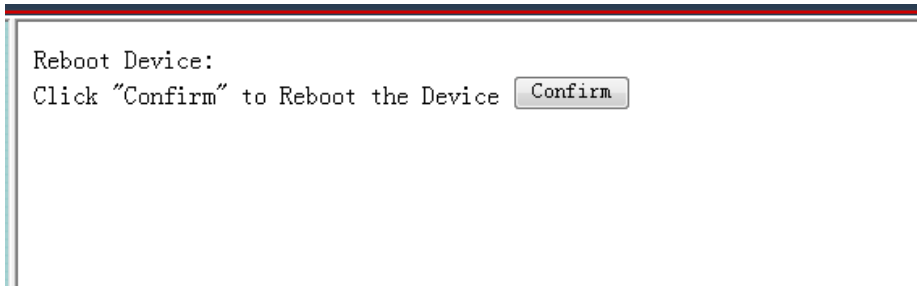 Reboot Device:
Click "Confirm" to Reboot the Device Confirm